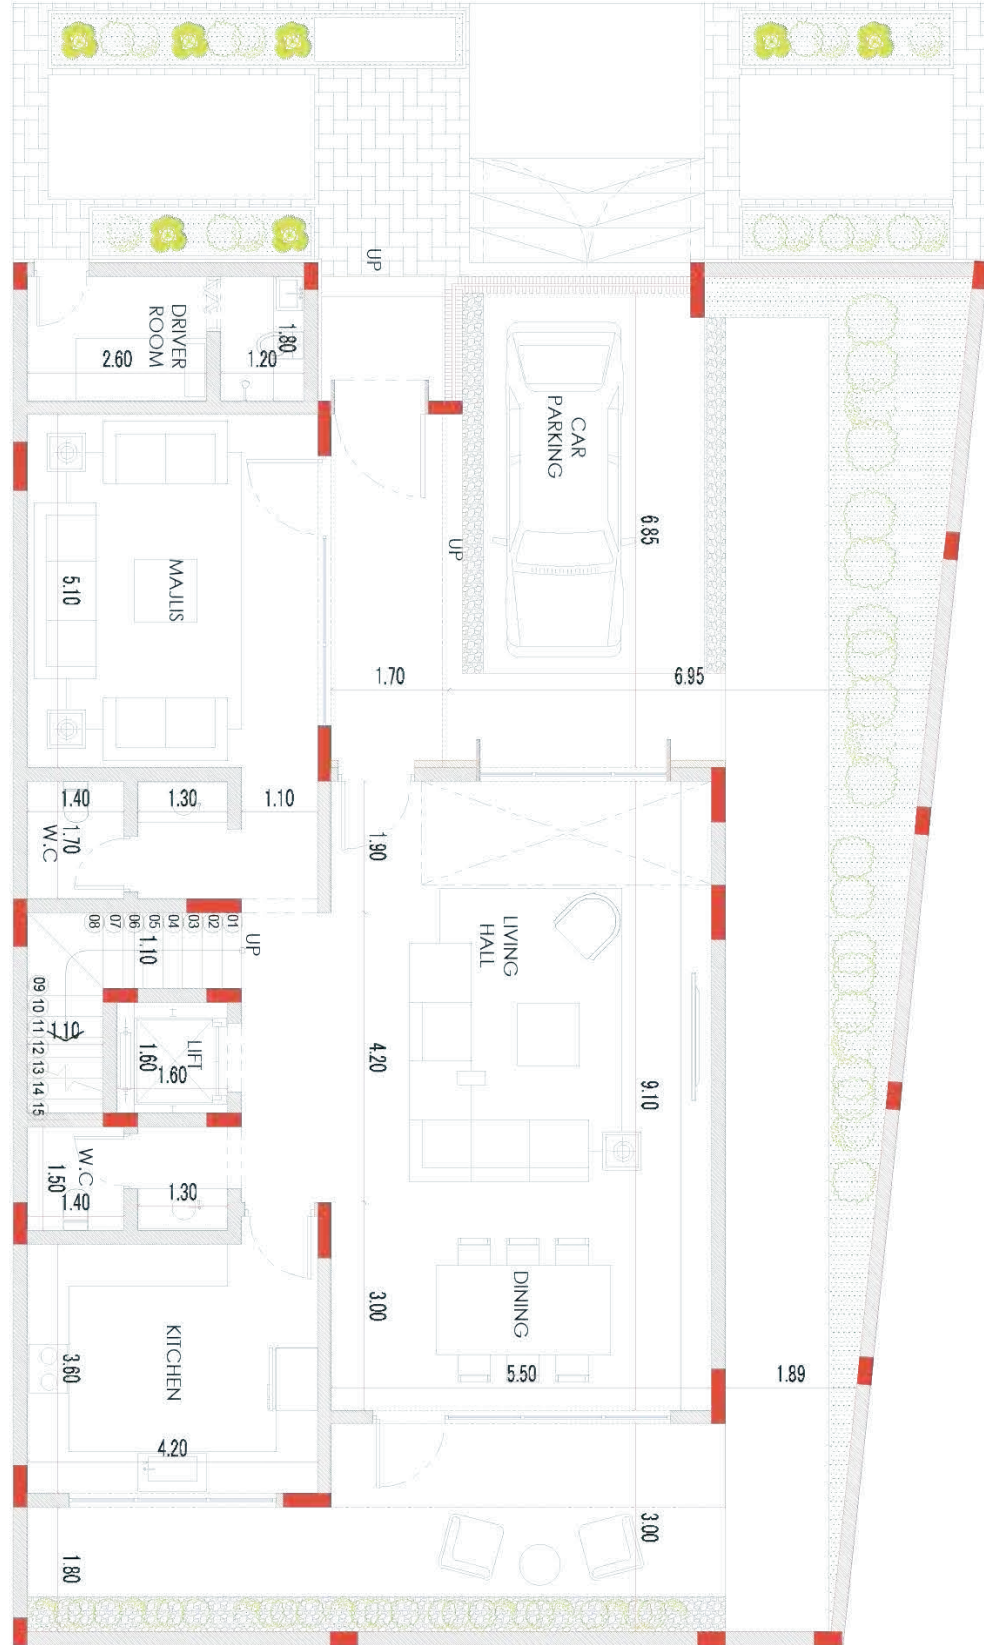 UP
DRIVER
ROOM
2.60
1.80
1.20
CAR
PARKING
6.85
UP
MAJLIS
5.10
1.70
6.95
1.40
1.30
1.10
1.70
W.C
1.90
UP
01
02
03
04
05
06
07
08
1.10
LIVING
HALL
09
10
11
12
13
14
15
1.10
LIFT
1.60
1.60
4.20
9.10
W.C
1.50
1.40
1.30
KITCHEN
3.60
4.20
3.00
DINING
5.50
1.89
3.00
1.80